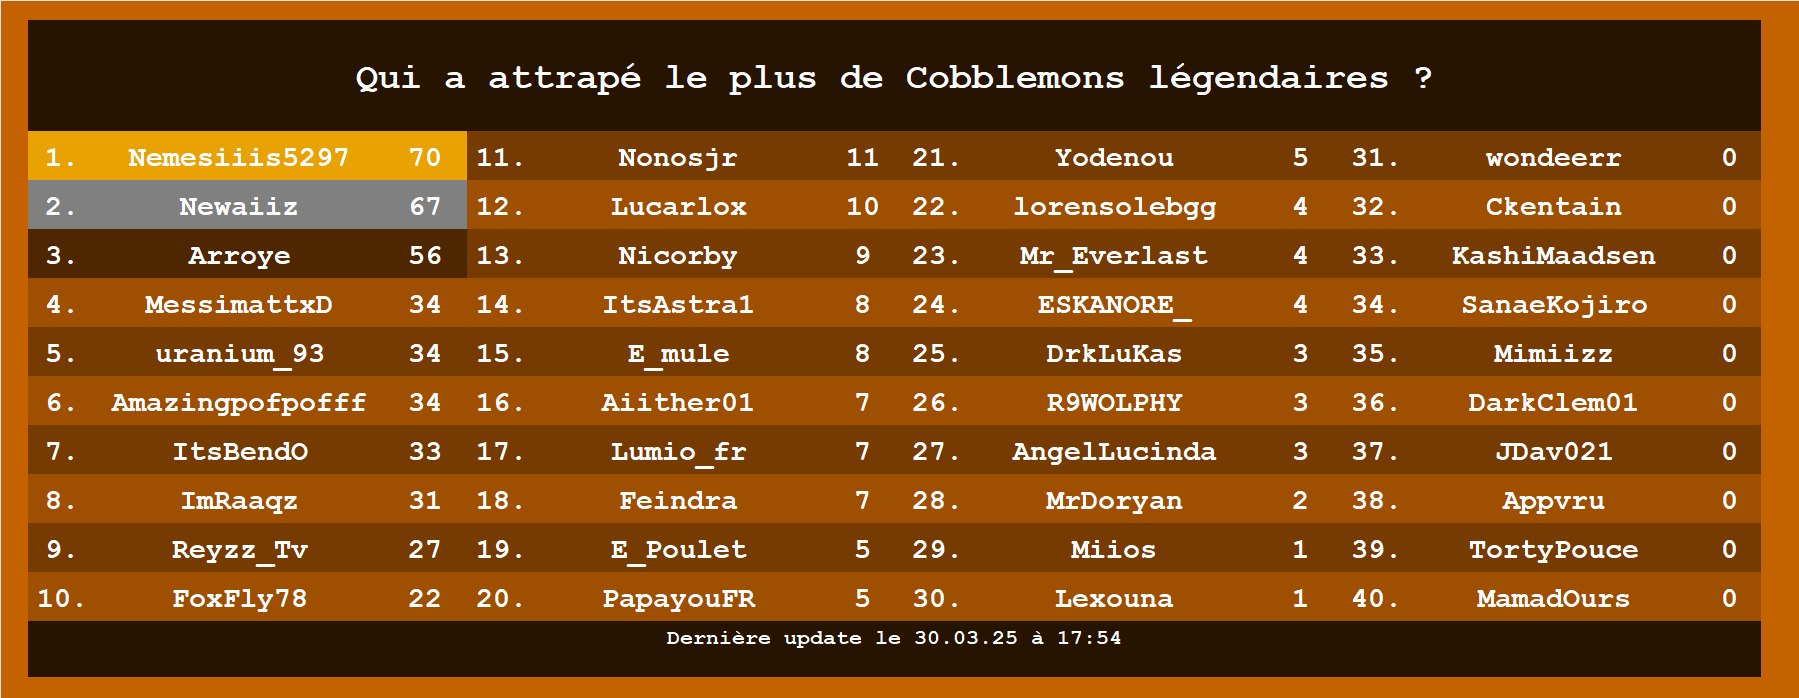 Qui a attrapé le plus de Cobblemons légendaires ?
1. Nemesiiis5297 70 11. Nonosjr 11 21. Yodenou 5 31. wondeerr 0
2. Newaiiz 67 12. Lucarlox 10 22. lorensolebgg 4 32. Ckentain 0
3. Arroye 56 13. Nicorby 9 23. Mr_Everlast 4 33. KashiMaadsen 0
4. MessimattxD 34 14. ItsAstra1 8 24. ESKANORE_ 4 34. SanaeKojiro 0
5. uranium_93 34 15. E_mule 8 25. DrkLuKas 3 35. Mimiizz 0
6. Amazingpofpofff 34 16. Aiither01 7 26. R9WOLPHY 3 36. DarkClem01 0
7. ItsBendO 33 17. Lumio_fr 7 27. AngelLucinda 3 37. JDav021 0
8. ImRaaqz 31 18. Feindra 7 28. MrDoryan 2 38. Appvru 0
9. Reyzz_Tv 27 19. E_Poulet 5 29. Miios 1 39. TortyPouce 0
10. FoxFly78 22 20. PapayouFR 5 30. Lexouna 1 40. MamadOurs 0
Dernière update le 30.03.25 à 17:54